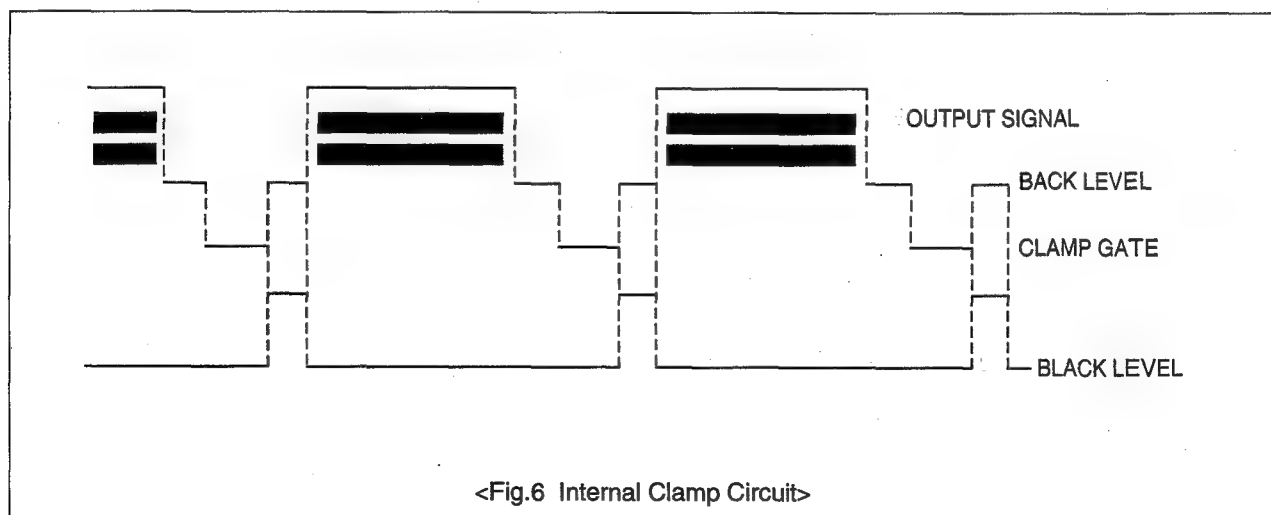 OUTPUT SIGNAL
BACK LEVEL
CLAMP GATE
BLACK LEVEL
<Fig.6 Internal Clamp Circuit>